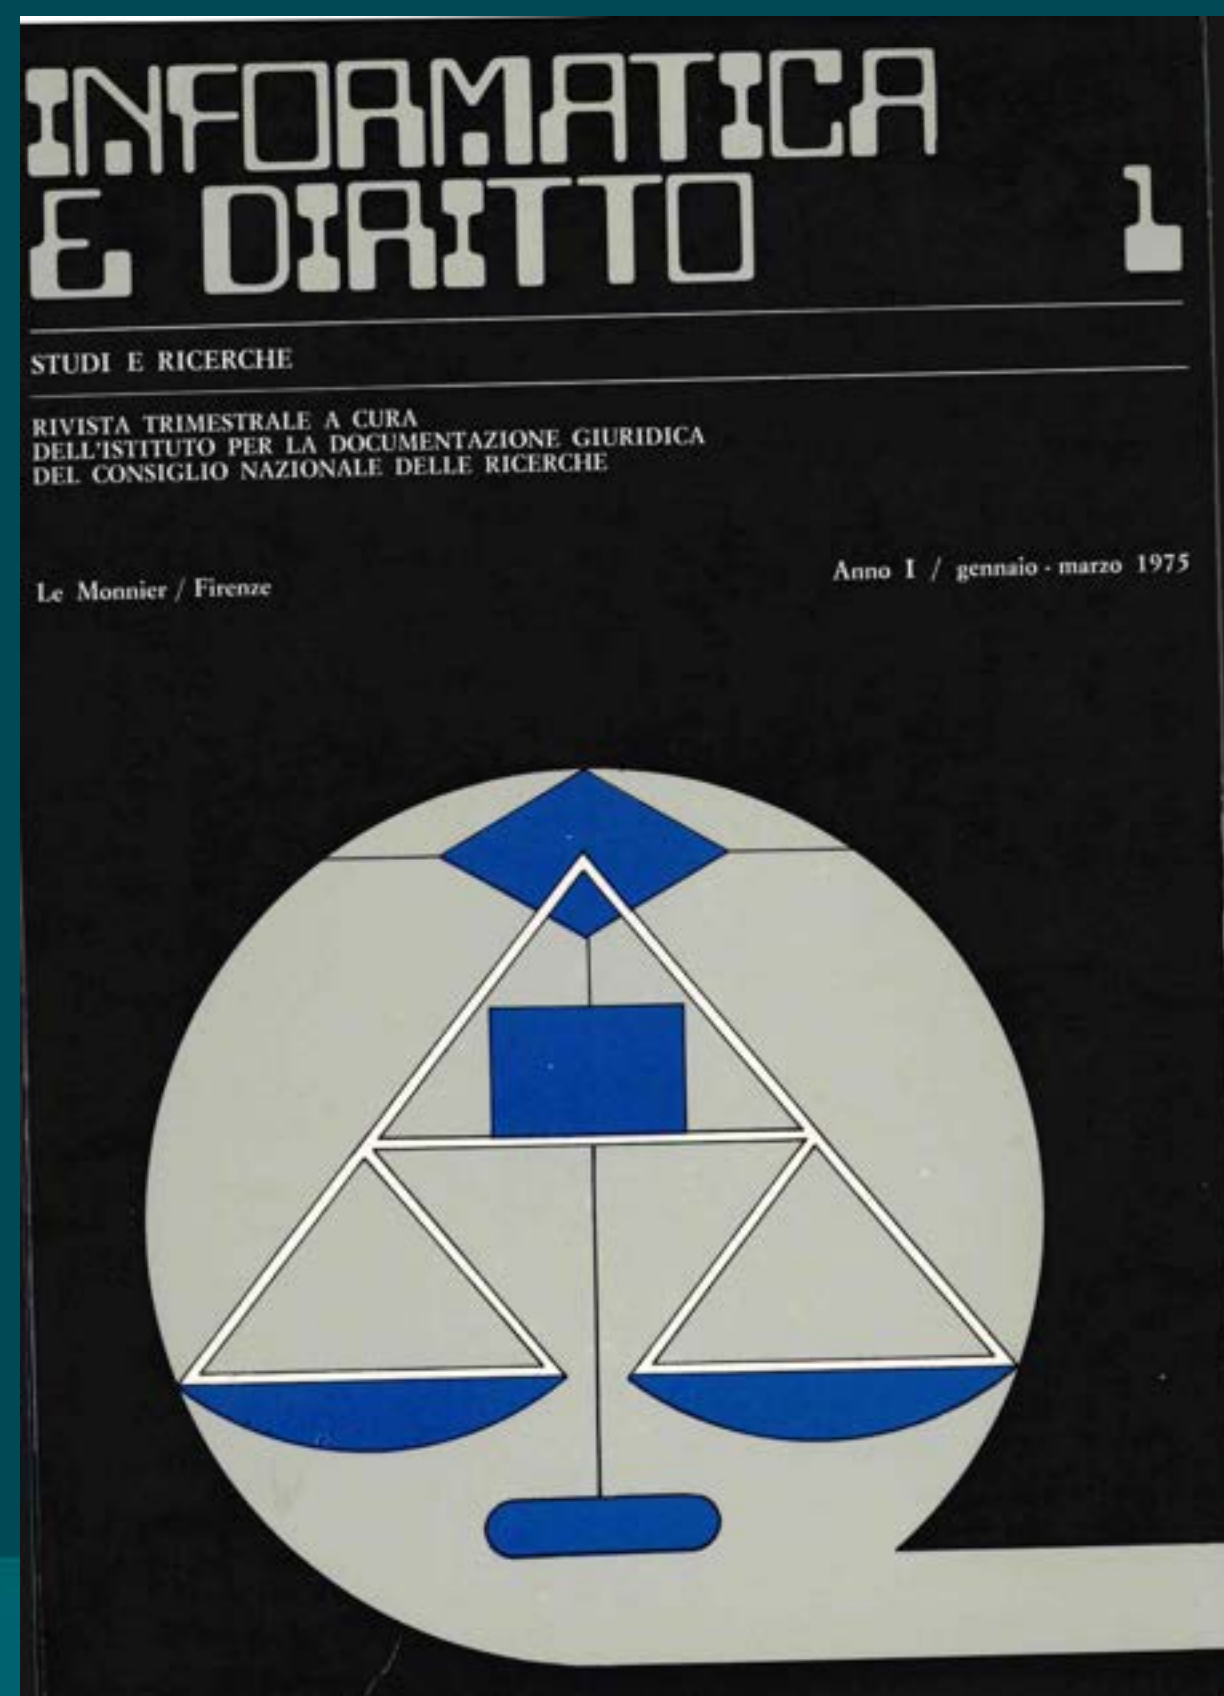 INFORMATICA
E DIRITTO 1
STUDI E RICERCHE
RIVISTA TRIMESTRALE A CURA
DELL'ISTITUTO PER LA DOCUMENTAZIONE GIURIDICA
DEL CONSIGLIO NAZIONALE DELLE RICERCHE
Le Monnier / Firenze
Anno I / gennaio - marzo 1975